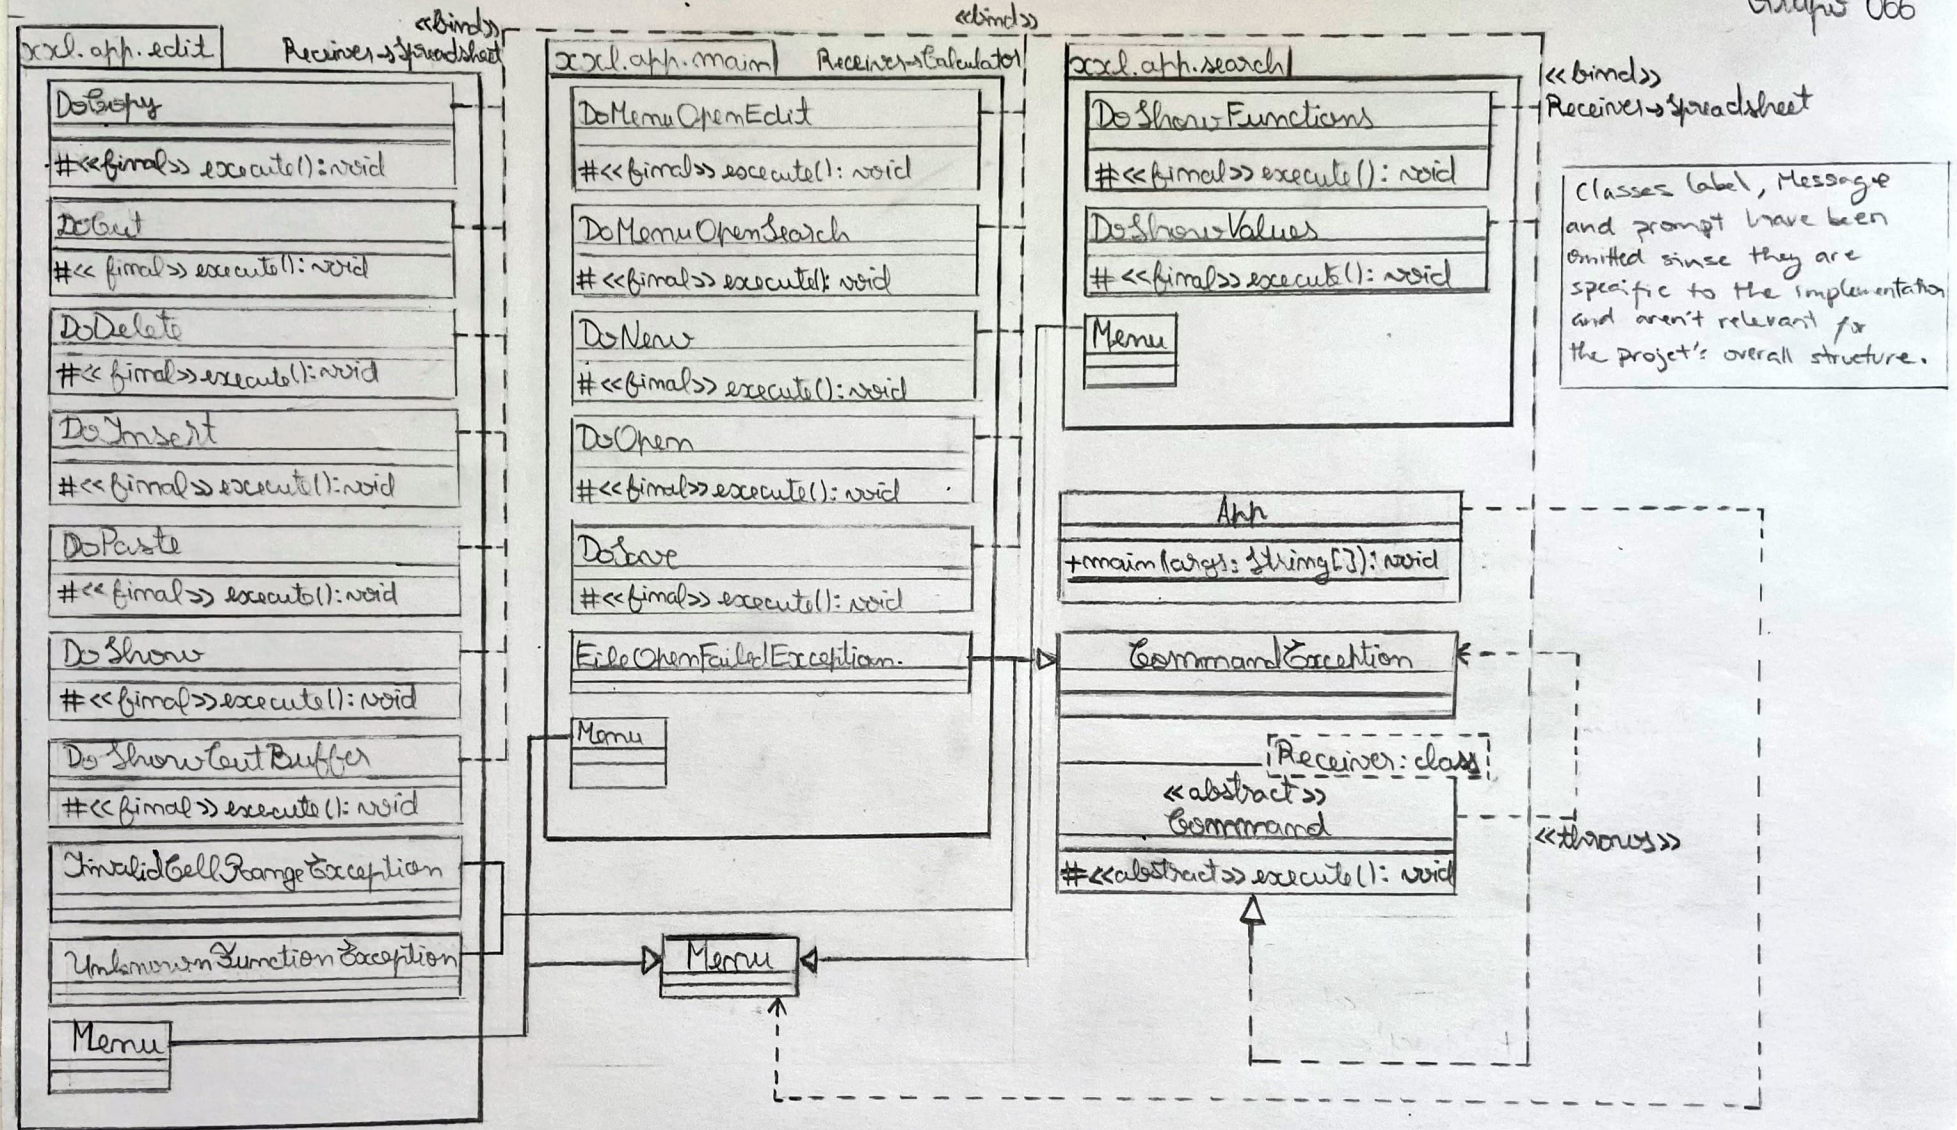 Grupo 066
<<bind>>
xxl.app.edit
Receiver->Spreadsheet
DoCopy
#<<final>> execute():void
DoCut
#<< final>> execute():void
DoDelete
#<< final>> execute():void
DoInsert
#<<final>> execute():void
DoPaste
#<<final>> execute():void
DoShow
#<<final>> execute():void
DoShowCutBuffer
#<<final>> execute():void
InvalidCellRangeException
UnknownFunctionException
Menu
<<bind>>
xxl.app.main
Receiver->Calculator
DoMenuOpenEdit
#<<final>> execute(): void
DoMenuOpenSearch
#<<final>> execute(): void
DoNew
#<<final>> execute():void
DoOpen
#<<final>> execute(): void
DoSave
#<<final>> execute(): void
FileOpenFailedException
Menu
Menu
xxl.app.search
DoShowFunctions
#<<final>> execute(): void
DoShowValues
#<<final>> execute(): void
Menu
<<bind>>
Receiver->Spreadsheet
Classes Label, Message
and prompt have been
omitted sinse they are
specific to the implementation
and aren't relevant for
the projet's overall structure.
App
+main(args: String[]): void
CommandException
Receiver: class
<<abstract>>
Command
#<<abstract>> execute(): void
<<throws>>